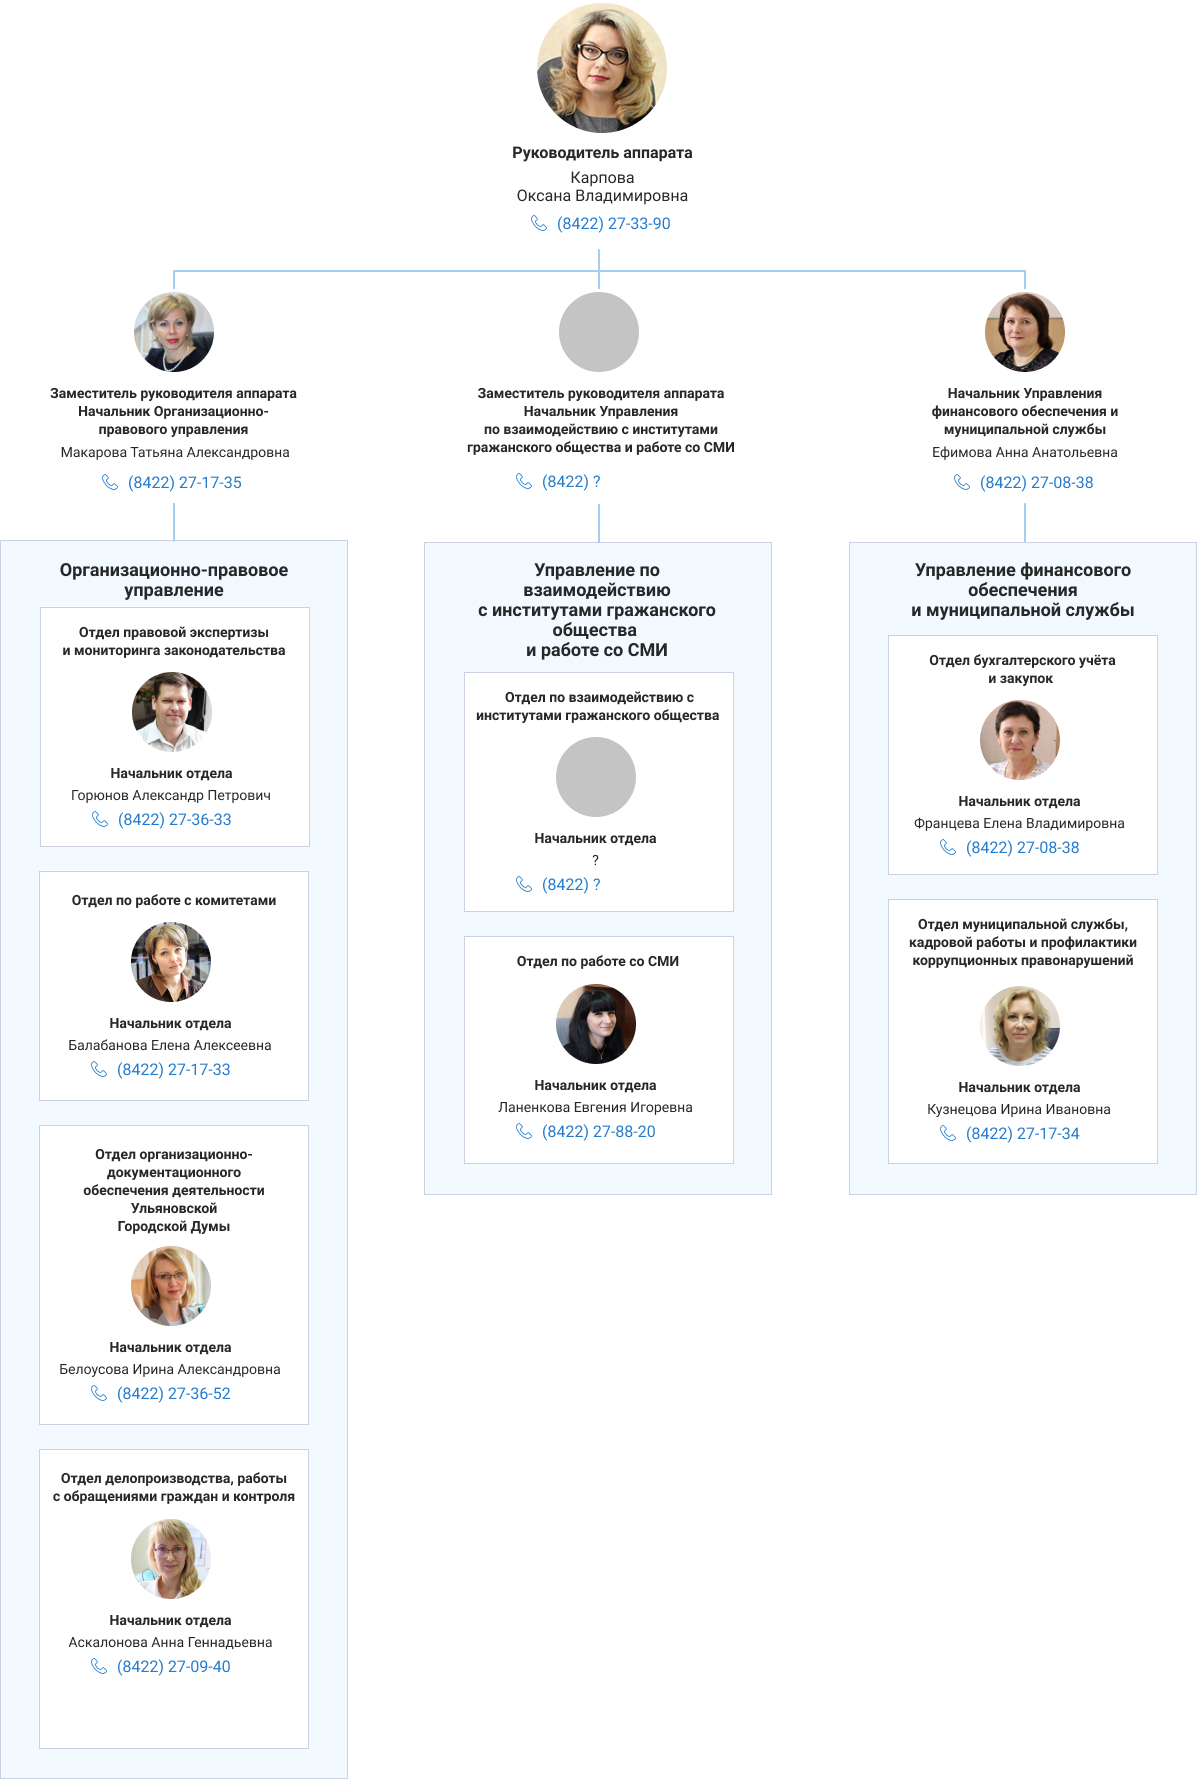 Руководитель аппарата
Карпова
Оксана Владимировна
(8422) 27-33-90
Заместитель руководителя аппарата
Начальник Организационно-
правового управления
Макарова Татьяна Александровна
(8422) 27-17-35
Заместитель руководителя аппарата
Начальник Управления
по взаимодействию с институтами
гражанского общества и работе со СМИ
(8422) ?
Начальник Управления
финансового обеспечения и
муниципальной службы
Ефимова Анна Анатольевна
(8422) 27-08-38
Организационно-правовое
управление
Отдел правовой экспертизы
и мониторинга законодательства
Начальник отдела
Горюнов Александр Петрович
(8422) 27-36-33
Отдел по работе с комитетами
Начальник отдела
Балабанова Елена Алексеевна
(8422) 27-17-33
Отдел организационно-
документационного
обеспечения деятельности
Ульяновской
Городской Думы
Начальник отдела
Белоусова Ирина Александровна
(8422) 27-36-52
Отдел делопроизводства, работы
с обращениями граждан и контроля
Начальник отдела
Аскалонова Анна Геннадьевна
(8422) 27-09-40
Управление по
взаимодействию
с институтами гражанского
общества
и работе со СМИ
Отдел по взаимодействию с
институтами гражанского общества
Начальник отдела
?
(8422) ?
Отдел по работе со СМИ
Начальник отдела
Ланенкова Евгения Игоревна
(8422) 27-88-20
Управление финансового
обеспечения
и муниципальной службы
Отдел бухгалтерского учёта
и закупок
Начальник отдела
Францева Елена Владимировна
(8422) 27-08-38
Отдел муниципальной службы,
кадровой работы и профилактики
коррупционных правонарушений
Начальник отдела
Кузнецова Ирина Ивановна
(8422) 27-17-34